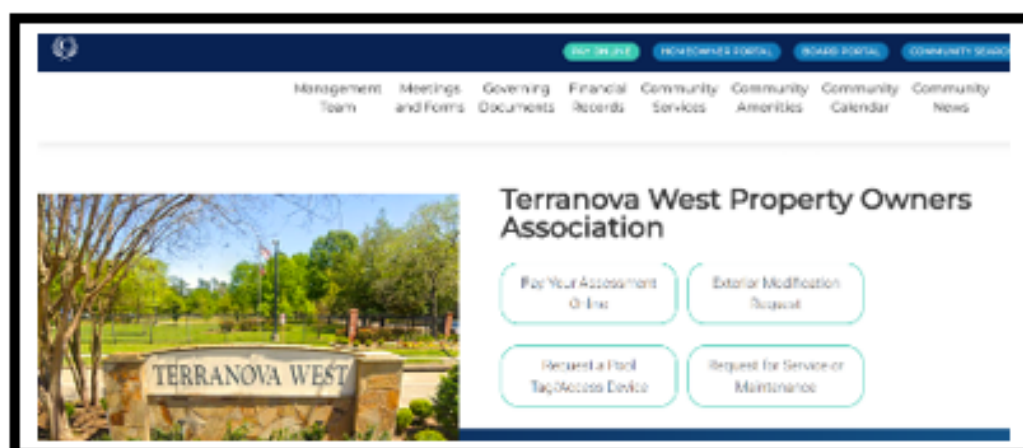 PAY ONLINE HOMEOWNER PORTAL BOARD PORTAL COMMUNITY SEARC
Management Meetings Governing Financial Community Community Community Community
Team and Forms Documents Records Services Amenities Calendar News
Terranova West Property Owners
Association
Pay Your Assessment Exterior Modification
Online Request
Request a Pool Request for Service or
Tag/Access Device Maintenance
TERRANOVA WEST